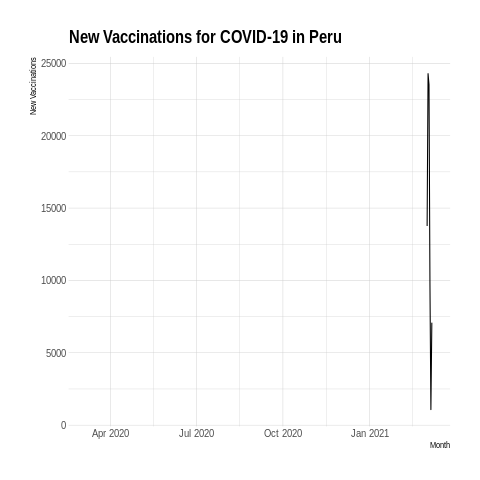 New Vaccinations for COVID-19 in Peru
New Vaccinations
25000
20000
15000
10000
5000
0
Apr 2020
Jul 2020
Oct 2020
Jan 2021
Month